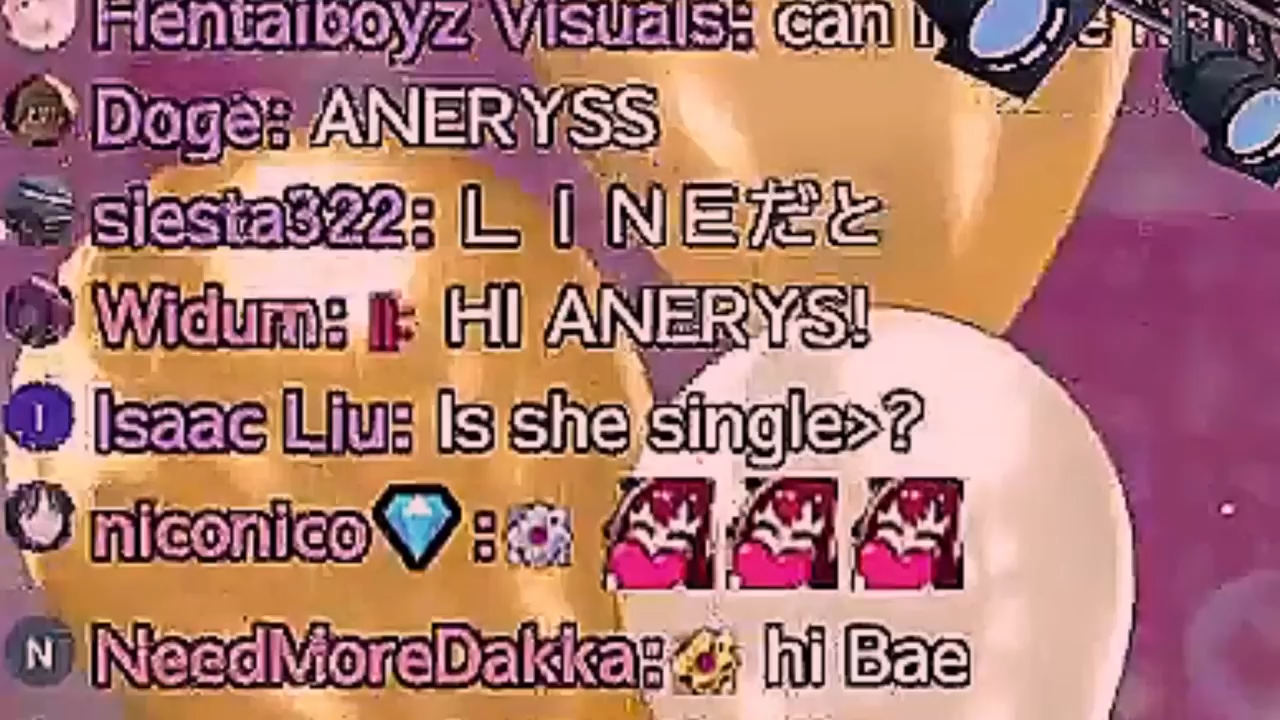 Hentaiboyz Visuals: can
Doge: ANERYSS
siesta322: ＬＩＮＥだと
Widum: HI ANERYS!
Isaac Liu: Is she single>?
niconico💎:
N NeedMoreDakka: hi Bae